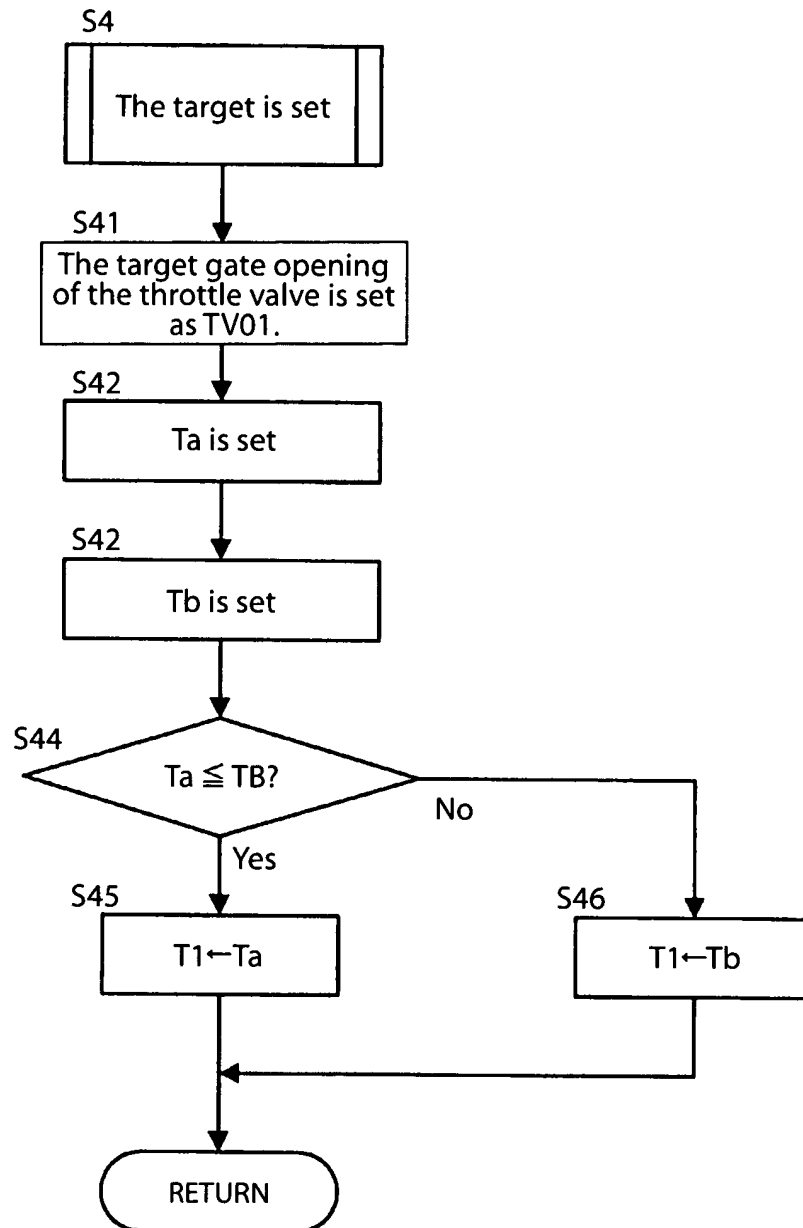 S4
The target is set
S41
The target gate opening
of the throttle valve is set
as TV01.
S42
Ta is set
S42
Tb is set
S44
Ta ≦ TB?
No
Yes
S45
T1←Ta
S46
T1←Tb
RETURN